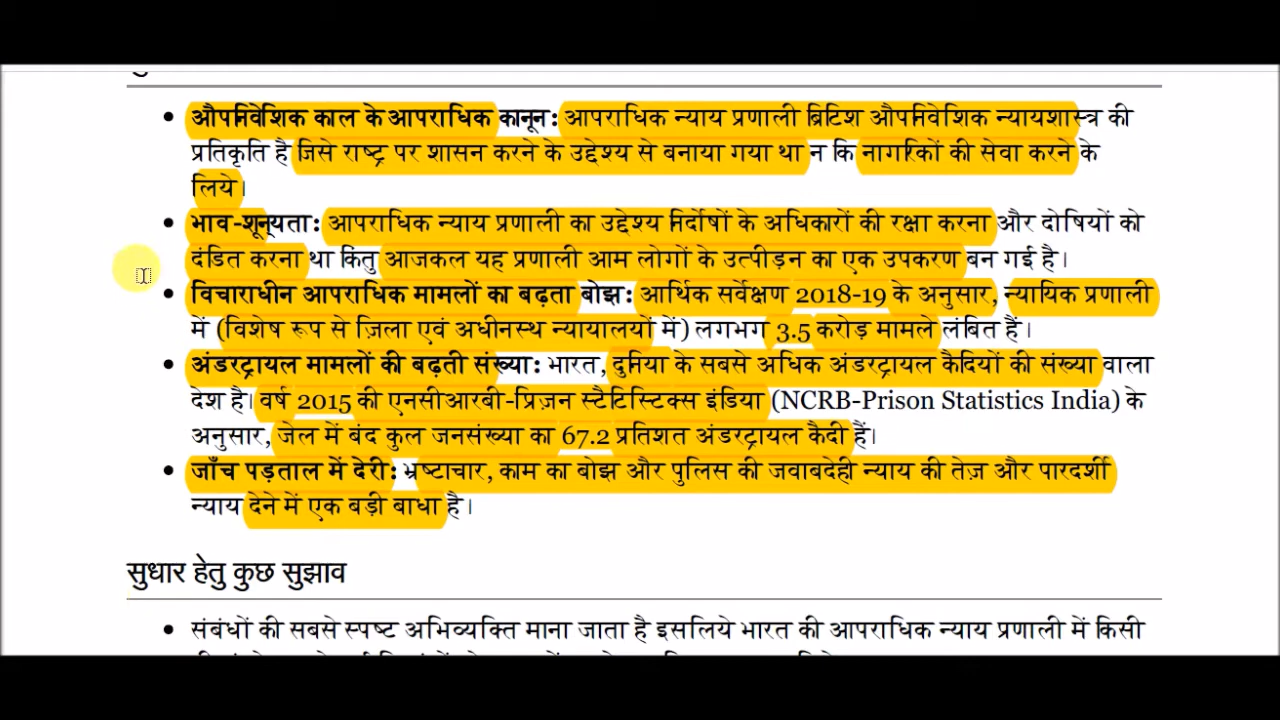 औपनिवेशिक काल के आपराधिक कानून: आपराधिक न्याय प्रणाली ब्रिटिश औपनिवेशिक न्यायशास्त्र की
प्रतिकृति है जिसे राष्ट्र पर शासन करने के उद्देश्य से बनाया गया था न कि नागरिकों की सेवा करने के
लिये।
भाव-शून्यता: आपराधिक न्याय प्रणाली का उद्देश्य निर्दोषों के अधिकारों की रक्षा करना और दोषियों को
दंडित करना था किंतु आजकल यह प्रणाली आम लोगों के उत्पीड़न का एक उपकरण बन गई है।
विचाराधीन आपराधिक मामलों का बढ़ता बोझ: आर्थिक सर्वेक्षण 2018-19 के अनुसार, न्यायिक प्रणाली
में (विशेष रूप से ज़िला एवं अधीनस्थ न्यायालयों में) लगभग 3.5 करोड़ मामले लंबित हैं।
अंडरट्रायल मामलों की बढ़ती संख्या: भारत, दुनिया के सबसे अधिक अंडरट्रायल कैदियों की संख्या वाला
देश है। वर्ष 2015 की एनसीआरबी-प्रिज़न स्टैटिस्टिक्स इंडिया (NCRB-Prison Statistics India) के
अनुसार, जेल में बंद कुल जनसंख्या का 67.2 प्रतिशत अंडरट्रायल कैदी हैं।
जाँच पड़ताल में देरी: भ्रष्टाचार, काम का बोझ और पुलिस की जवाबदेही न्याय की तेज़ और पारदर्शी
न्याय देने में एक बड़ी बाधा है।
सुधार हेतु कुछ सुझाव
संबंधों की सबसे स्पष्ट अभिव्यक्ति माना जाता है इसलिये भारत की आपराधिक न्याय प्रणाली में किसी